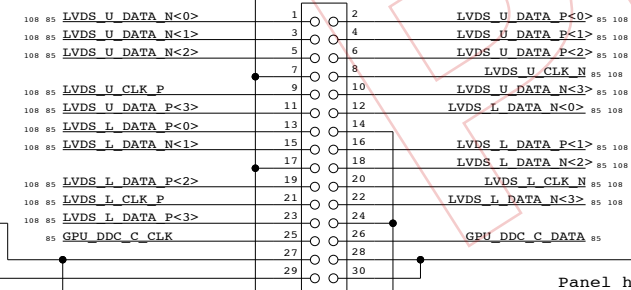 108 85 LVDS_U_DATA_N<0> 1 2 LVDS_U_DATA_P<0> 85 108
108 85 LVDS_U_DATA_N<1> 3 4 LVDS_U_DATA_P<1> 85 108
108 85 LVDS_U_DATA_N<2> 5 6 LVDS_U_DATA_P<2> 85 108
7 8 LVDS_U_CLK_N 85 108
108 85 LVDS_U_CLK_P 9 10 LVDS_U_DATA_N<3> 85 108
108 85 LVDS_U_DATA_P<3> 11 12 LVDS_L_DATA_N<0> 85 108
108 85 LVDS_L_DATA_P<0> 13 14
108 85 LVDS_L_DATA_N<1> 15 16 LVDS_L_DATA_P<1> 85 108
17 18 LVDS_L_DATA_N<2> 85 108
108 85 LVDS_L_DATA_P<2> 19 20 LVDS_L_CLK_N 85 108
108 85 LVDS_L_CLK_P 21 22 LVDS_L_DATA_N<3> 85 108
108 85 LVDS_L_DATA_P<3> 23 24
85 GPU_DDC_C_CLK 25 26 GPU_DDC_C_DATA 85
27 28
29 30
Panel h